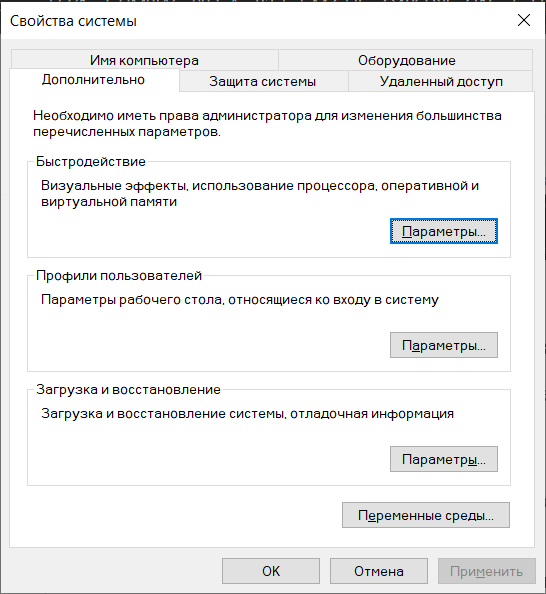 Свойства системы
Имя компьютера
Оборудование
Дополнительно
Защита системы
Удаленный доступ
Необходимо иметь права администратора для изменения большинства
перечисленных параметров.
Быстродействие
Визуальные эффекты, использование процессора, оперативной и
виртуальной памяти
Параметры...
Профили пользователей
Параметры рабочего стола, относящиеся ко входу в систему
Параметры...
Загрузка и восстановление
Загрузка и восстановление системы, отладочная информация
Параметры...
Переменные среды...
OK
Отмена
Применить